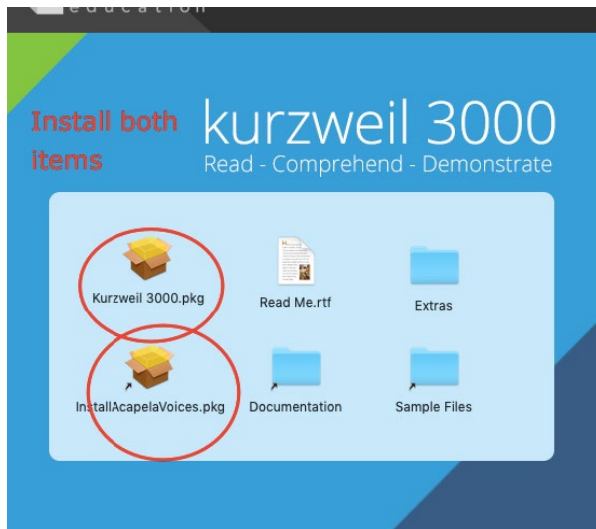 education
Install both
items
kurzweil 3000
Read - Comprehend - Demonstrate
Kurzweil 3000.pkg
Read Me.rtf
Extras
InstallAcapelaVoices.pkg
Documentation
Sample Files